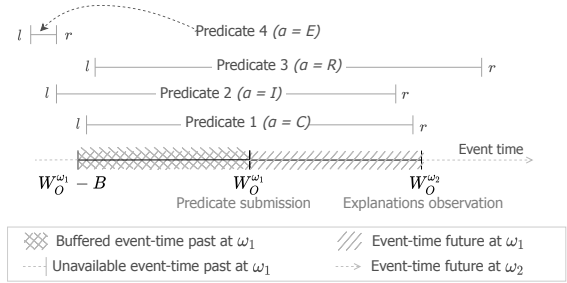 Predicate 4 (a = E)
l r
l Predicate 3 (a = R) r
l Predicate 2 (a = I) r
l Predicate 1 (a = C) r
Event time
W_O^{ω_1} − B W_O^{ω_1} W_O^{ω_2}
Predicate submission Explanations observation
Buffered event-time past at ω_1 Event-time future at ω_1
Unavailable event-time past at ω_1 Event-time future at ω_2